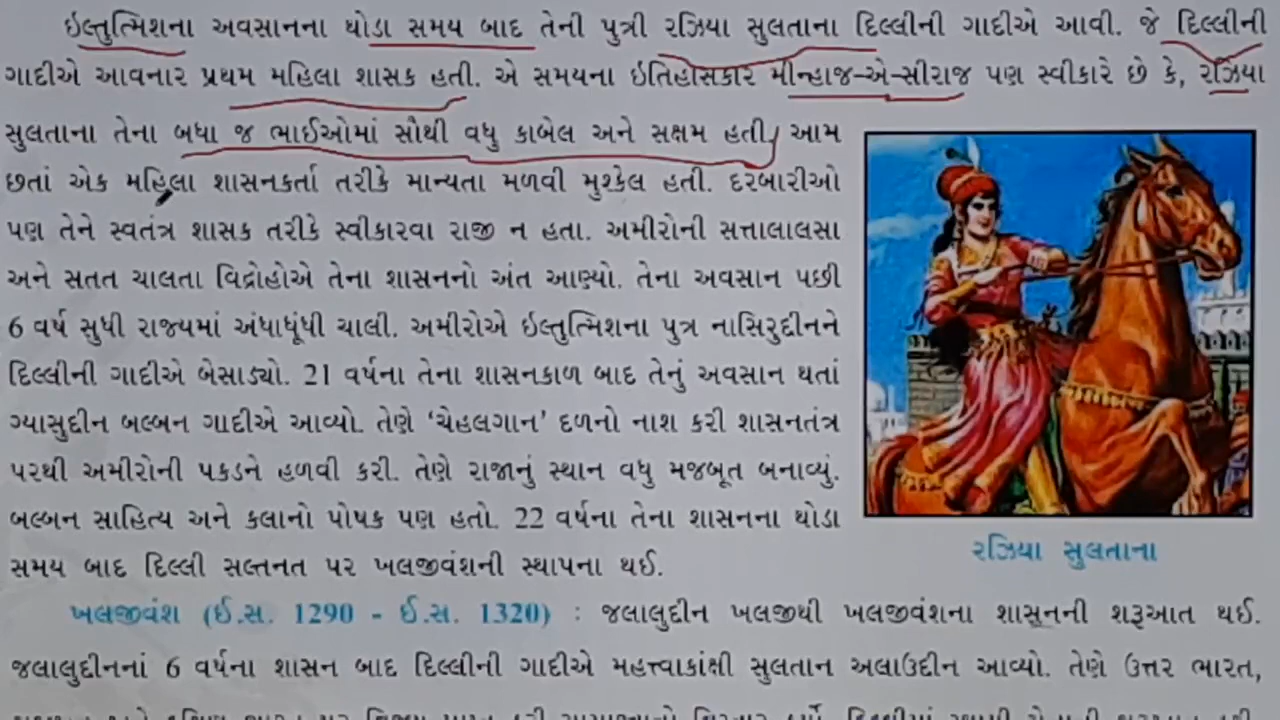 ઇલ્તુત્મિશના અવસાનના થોડા સમય બાદ તેની પુત્રી રઝિયા સુલતાના દિલ્લીની ગાદીએ આવી. જે દિલ્લીની
ગાદીએ આવનાર પ્રથમ મહિલા શાસક હતી. એ સમયના ઇતિહાસકાર મીન્હાજ-એ-સીરાજ પણ સ્વીકારે છે કે, રઝિયા
સુલતાના તેના બધા જ ભાઈઓમાં સૌથી વધુ કાબેલ અને સક્ષમ હતી, આમ
છતાં એક મહિલા શાસનકર્તા તરીકે માન્યતા મળવી મુશ્કેલ હતી. દરબારીઓ
પણ તેને સ્વતંત્ર શાસક તરીકે સ્વીકારવા રાજી ન હતા. અમીરોની સત્તાલાલસા
અને સતત ચાલતા વિદ્રોહોએ તેના શાસનનો અંત આણ્યો. તેના અવસાન પછી
6 વર્ષ સુધી રાજ્યમાં અંધાધૂંધી ચાલી. અમીરોએ ઇલ્તુત્મિશના પુત્ર નાસિરુદ્દીનને
દિલ્લીની ગાદીએ બેસાડ્યો. 21 વર્ષના તેના શાસનકાળ બાદ તેનું અવસાન થતાં
ગ્યાસુદ્દીન બલ્બન ગાદીએ આવ્યો. તેણે ‘ચેહલગાન’ દળનો નાશ કરી શાસનતંત્ર
પરથી અમીરોની પકડને હળવી કરી. તેણે રાજાનું સ્થાન વધુ મજબૂત બનાવ્યું.
બલ્બન સાહિત્ય અને કલાનો પોષક પણ હતો. 22 વર્ષના તેના શાસનના થોડા
સમય બાદ દિલ્લી સલ્તનત પર ખલજીવંશની સ્થાપના થઈ.
રઝિયા સુલતાના
ખલજીવંશ (ઈ.સ. 1290 - ઈ.સ. 1320) : જલાલુદ્દીન ખલજીથી ખલજીવંશના શાસનની શરૂઆત થઈ.
જલાલુદ્દીનનાં 6 વર્ષના શાસન બાદ દિલ્લીની ગાદીએ મહત્ત્વાકાંક્ષી સુલતાન અલાઉદ્દીન આવ્યો. તેણે ઉત્તર ભારત,